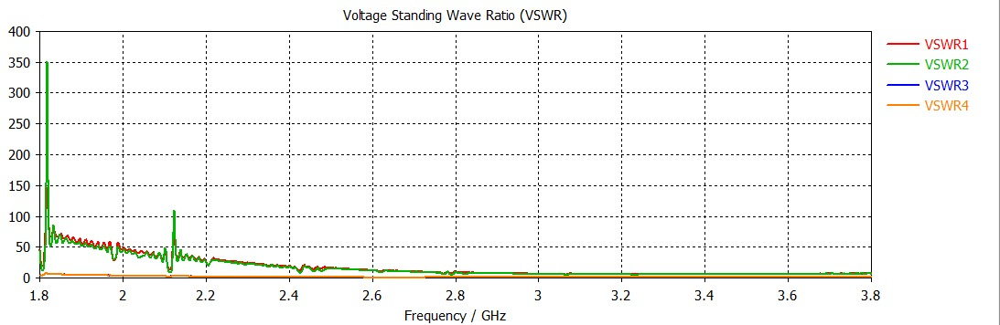 Voltage Standing Wave Ratio (VSWR)
400
350
300
250
200
150
100
50
0
1.8 2 2.2 2.4 2.6 2.8 3 3.2 3.4 3.6 3.8
Frequency / GHz
VSWR1
VSWR2
VSWR3
VSWR4